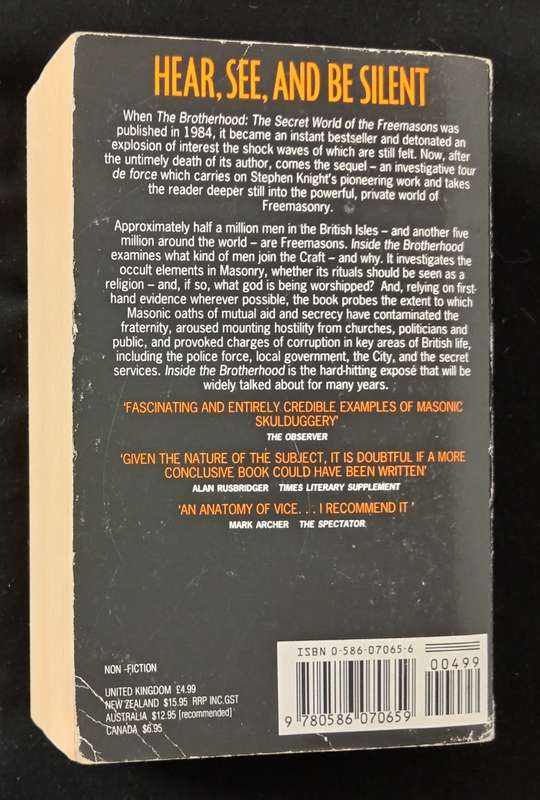 HEAR, SEE, AND BE SILENT
When The Brotherhood: The Secret World of the Freemasons was
published in 1984, it became an instant bestseller and detonated an
explosion of interest the shock waves of which are still felt. Now, after
the untimely death of its author, comes the sequel – an investigative tour
de force which carries on Stephen Knight's pioneering work and takes
the reader deeper still into the powerful, private world of
Freemasonry.
Approximately half a million men in the British Isles – and another five
million around the world – are Freemasons. Inside the Brotherhood
examines what kind of men join the Craft – and why. It investigates the
occult elements in Masonry, whether its rituals should be seen as a
religion – and, if so, what god is being worshipped? And, relying on first-
hand evidence wherever possible, the book probes the extent to which
Masonic oaths of mutual aid and secrecy have contaminated the
fraternity, aroused mounting hostility from churches, politicians and
public, and provoked charges of corruption in key areas of British life,
including the police force, local government, the City, and the secret
services. Inside the Brotherhood is the hard-hitting exposé that will be
widely talked about for many years.
'FASCINATING AND ENTIRELY CREDIBLE EXAMPLES OF MASONIC
SKULDUGGERY'
THE OBSERVER
'GIVEN THE NATURE OF THE SUBJECT, IT IS DOUBTFUL IF A MORE
CONCLUSIVE BOOK COULD HAVE BEEN WRITTEN'
ALAN RUSBRIDGER TIMES LITERARY SUPPLEMENT
'AN ANATOMY OF VICE. . . I RECOMMEND IT'
MARK ARCHER THE SPECTATOR
ISBN 0-586-07065-6
00499
9 780586 070659
NON-FICTION
UNITED KINGDOM £4.99
NEW ZEALAND $15.95 RRP INC.GST
AUSTRALIA $12.95 [recommended]
CANADA $6.95